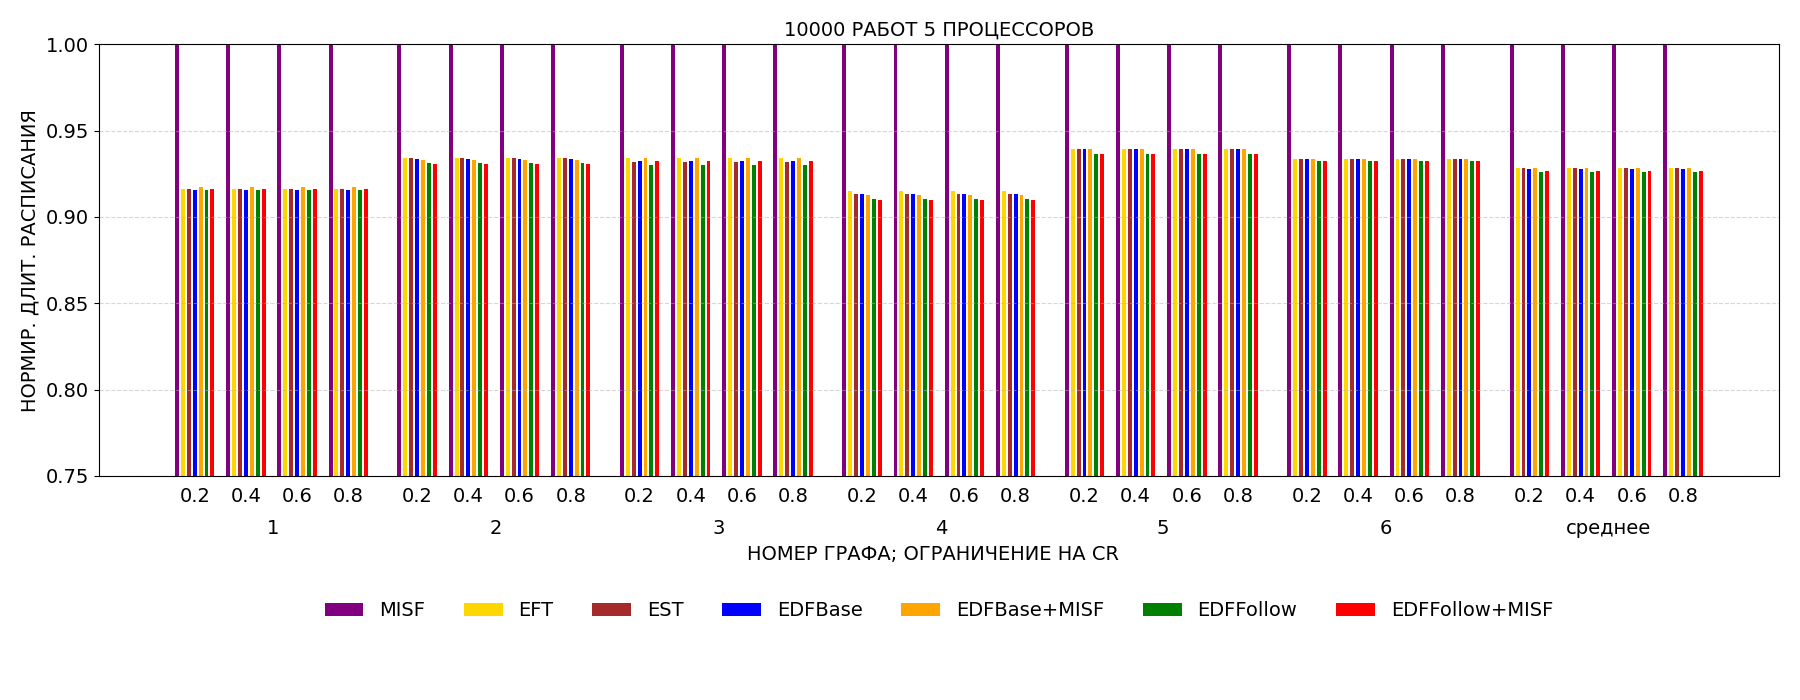 10000 РАБОТ 5 ПРОЦЕССОРОВ
НОРМИР. ДЛИТ. РАСПИСАНИЯ
1.00
0.95
0.90
0.85
0.80
0.75
0.2 0.4 0.6 0.8 0.2 0.4 0.6 0.8 0.2 0.4 0.6 0.8 0.2 0.4 0.6 0.8 0.2 0.4 0.6 0.8 0.2 0.4 0.6 0.8 0.2 0.4 0.6 0.8
1 2 3 4 5 6 среднее
НОМЕР ГРАФА; ОГРАНИЧЕНИЕ НА CR
MISF EFT EST EDFBase EDFBase+MISF EDFFollow EDFFollow+MISF